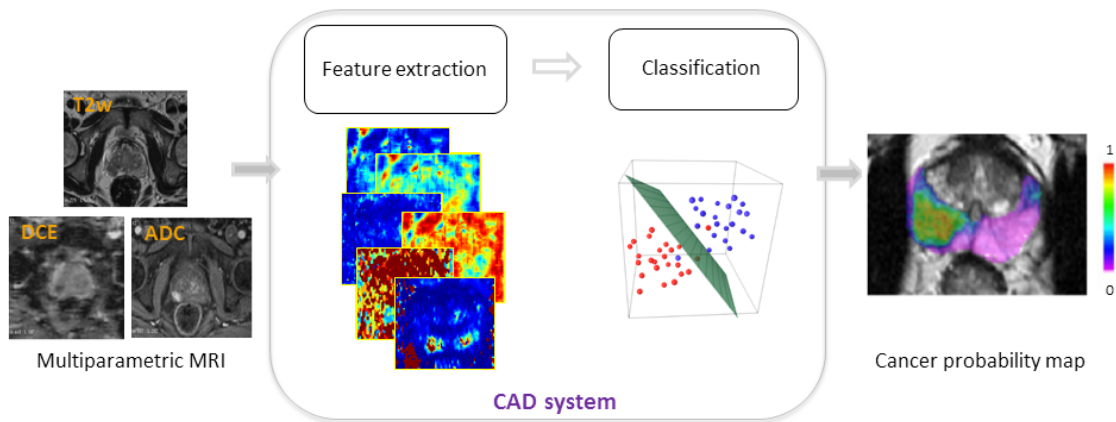 Feature extraction
Classification
T2w
DCE
ADC
Multiparametric MRI
CAD system
1
0
Cancer probability map